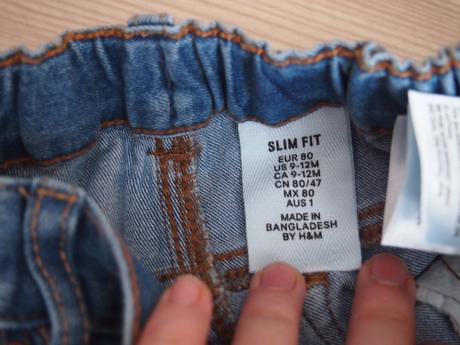 SLIM FIT
EUR 80
US 9-12M
CA 9-12M
CN 80/47
MX 80
AUS 1
MADE IN
BANGLADESH
BY H&M